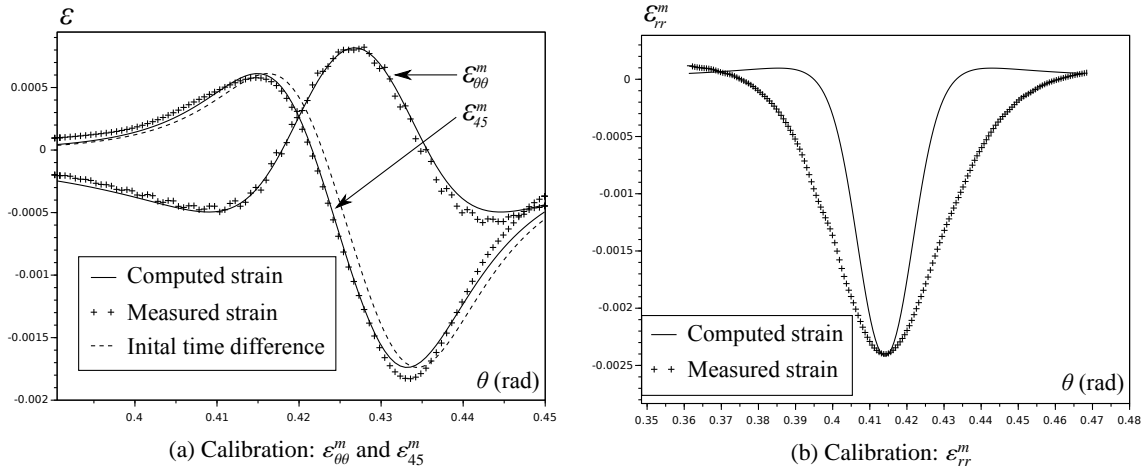 ε
0.0005
0
-0.0005
-0.001
-0.0015
-0.002
0.4
0.41
0.42
0.43
0.44
0.45
ε^m_θθ
ε^m_45
Computed strain
Measured strain
Inital time difference
θ (rad)
(a) Calibration: ε^m_θθ and ε^m_45
ε^m_rr
0
-0.0005
-0.001
-0.0015
-0.002
-0.0025
0.35
0.36
0.37
0.38
0.39
0.4
0.41
0.42
0.43
0.44
0.45
0.46
0.47
0.48
Computed strain
Measured strain
θ (rad)
(b) Calibration: ε^m_rr